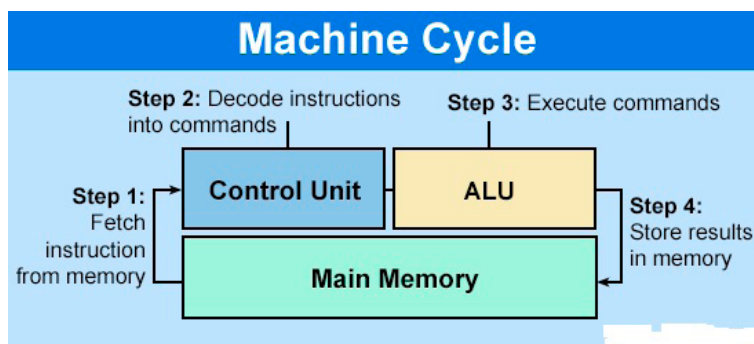 Machine Cycle
Step 2: Decode instructions
into commands
Step 3: Execute commands
Step 1:
Fetch
instruction
from memory
Control Unit
ALU
Step 4:
Store results
in memory
Main Memory